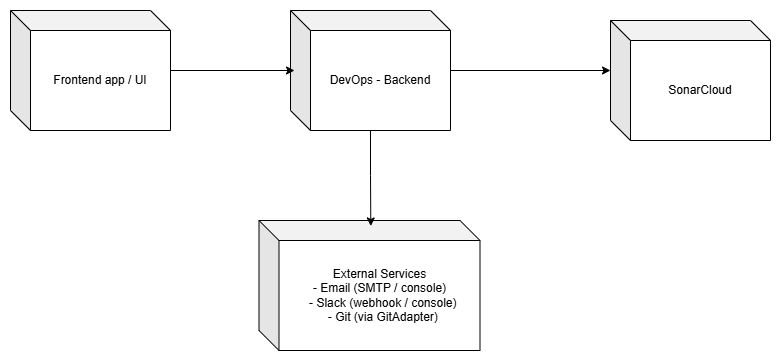 Frontend app / UI
DevOps - Backend
SonarCloud
External Services
- Email (SMTP / console)
- Slack (webhook / console)
- Git (via GitAdapter)